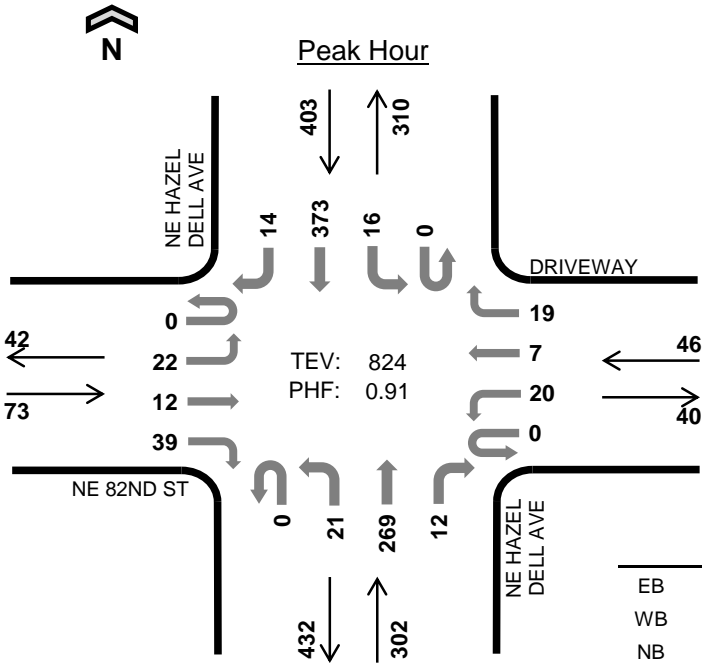 N
Peak Hour
403
310
NE HAZEL
DELL AVE
14
373
16
0
DRIVEWAY
0
22
12
39
42
73
TEV: 824
PHF: 0.91
19
7
20
0
46
40
NE 82ND ST
0
21
269
12
NE HAZEL
DELL AVE
432
302
EB
WB
NB